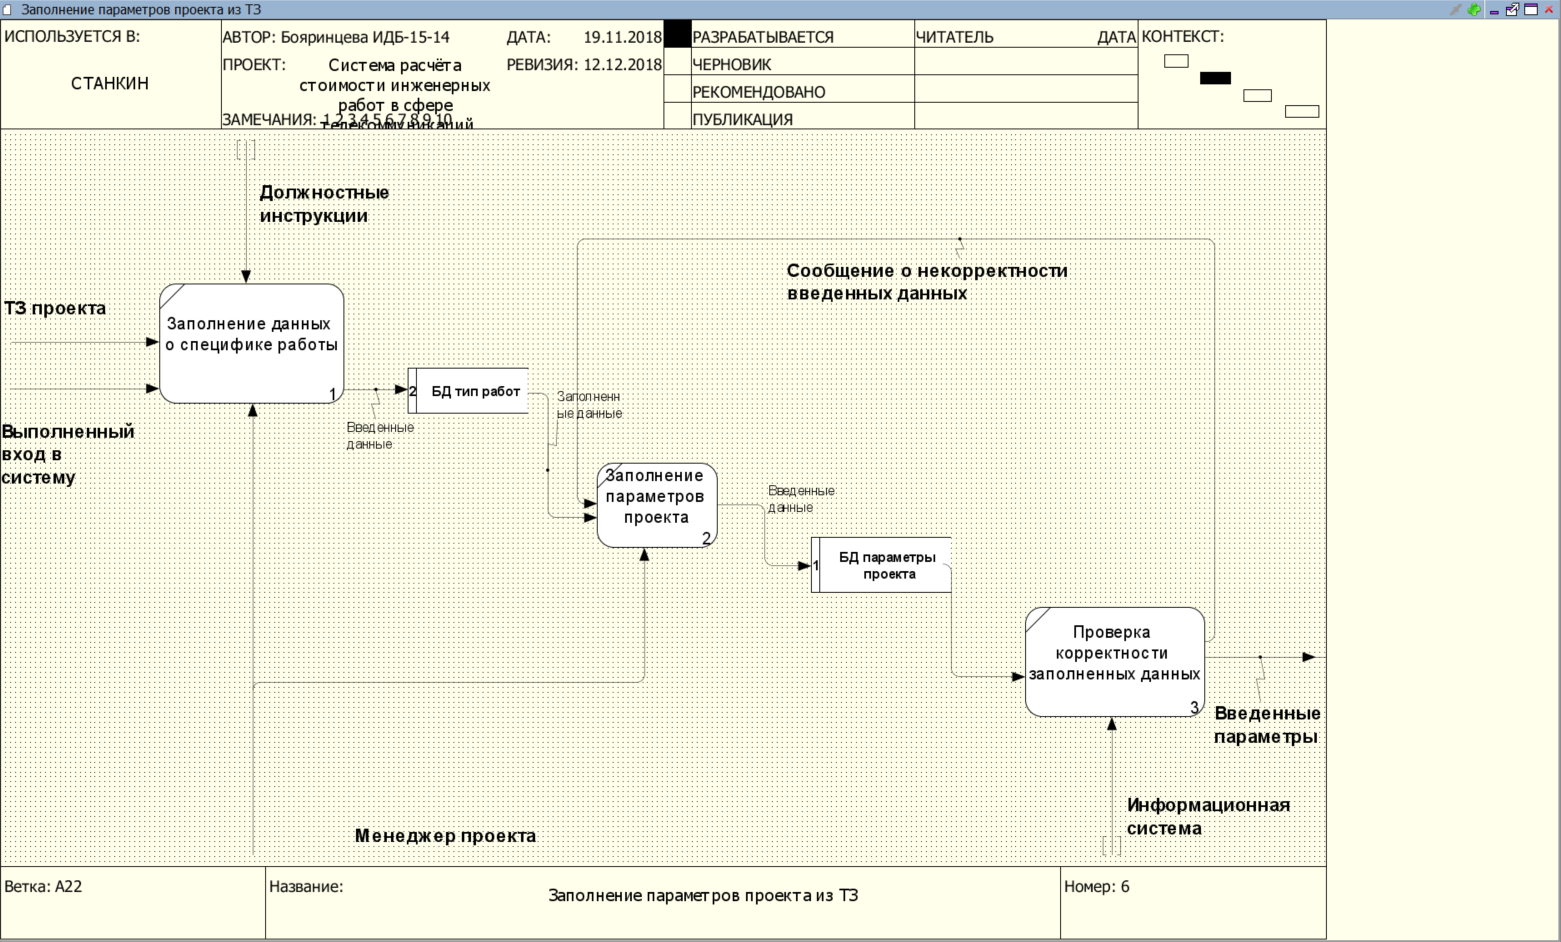 Заполнение параметров проекта из ТЗ
ИСПОЛЬЗУЕТСЯ В:
СТАНКИН
АВТОР: Бояринцева ИДБ-15-14
ДАТА: 19.11.2018
ПРОЕКТ: Система расчёта
стоимости инженерных
работ в сфере
телекоммуникаций
РЕВИЗИЯ: 12.12.2018
ЗАМЕЧАНИЯ: 1 2 3 4 5 6 7 8 9 10
РАЗРАБАТЫВАЕТСЯ
ЧЕРНОВИК
РЕКОМЕНДОВАНО
ПУБЛИКАЦИЯ
ЧИТАТЕЛЬ
ДАТА
КОНТЕКСТ:
Должностные
инструкции
ТЗ проекта
Заполнение данных
о специфике работы
1
Выполненный
вход в
систему
Введенные
данные
2
БД тип работ
Заполненн
ые данные
Сообщение о некорректности
введенных данных
Заполнение
параметров
проекта
2
Введенные
данные
1
БД параметры
проекта
Проверка
корректности
заполненных данных
3
Введенные
параметры
Информационная
система
Менеджер проекта
Ветка: A22
Название:
Заполнение параметров проекта из ТЗ
Номер: 6